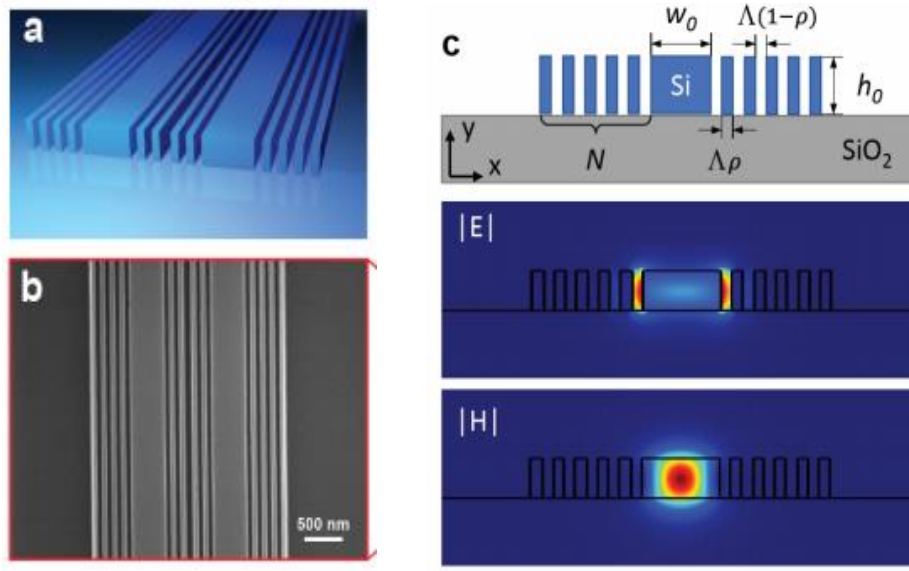 a
b
500 nm
c
w₀
Λ(1−ρ)
Si
h₀
y
x
N
Λρ
SiO₂
|E|
|H|